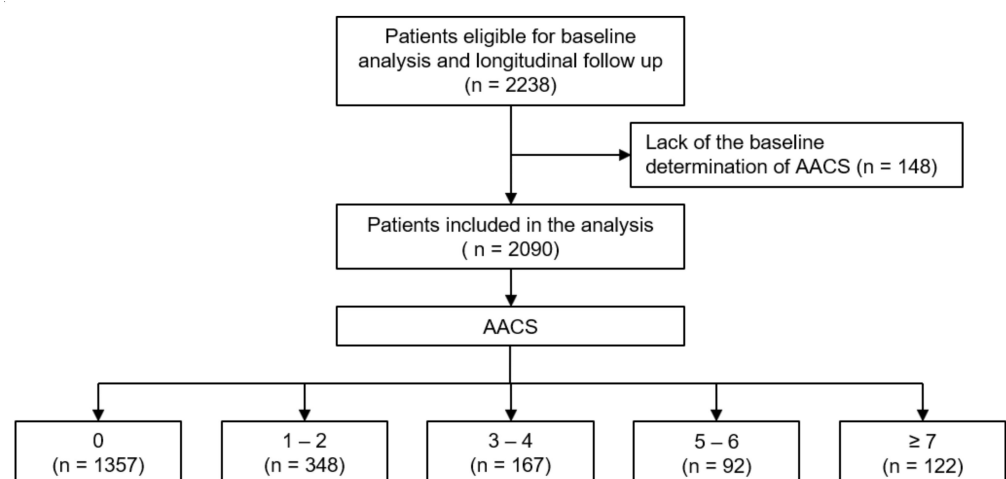 Patients eligible for baseline
analysis and longitudinal follow up
(n = 2238)
Lack of the baseline
determination of AACS (n = 148)
Patients included in the analysis
( n = 2090)
AACS
0
(n = 1357)
1 – 2
(n = 348)
3 – 4
(n = 167)
5 – 6
(n = 92)
≥ 7
(n = 122)